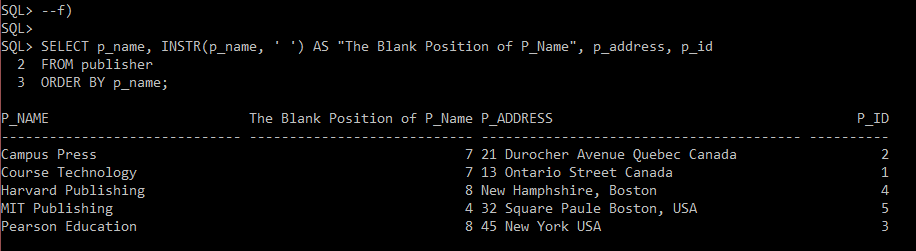 SQL> --f)
SQL>
SQL> SELECT p_name, INSTR(p_name, ' ') AS "The Blank Position of P_Name", p_address, p_id
  2  FROM publisher
  3  ORDER BY p_name;

P_NAME                         The Blank Position of P_Name P_ADDRESS                                      P_ID
------------------------------ ---------------------------- ---------------------------------------- ----------
Campus Press                                              7 21 Durocher Avenue Quebec Canada                  2
Course Technology                                         7 13 Ontario Street Canada                          1
Harvard Publishing                                        8 New Hamphshire, Boston                            4
MIT Publishing                                            4 32 Square Paule Boston, USA                       5
Pearson Education                                         8 45 New York USA                                   3